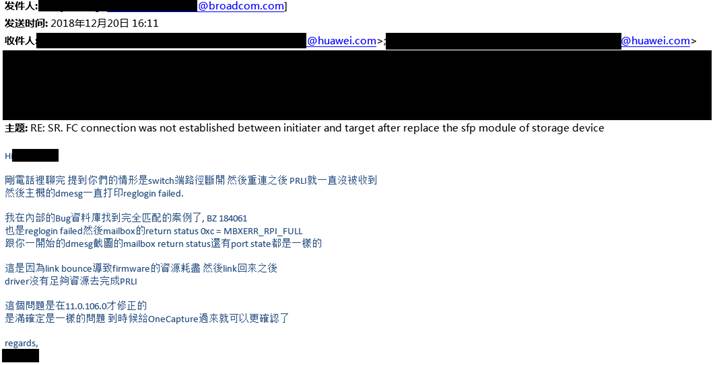 发件人:@broadcom.com]
发送时间: 2018年12月20日 16:11
收件人:@huawei.com>;@huawei.com>
主题: RE: SR. FC connection was not established between initiater and target after replace the sfp module of storage device
Hi
剛電話裡聊完 提到你們的情形是switch端路徑斷開 然後重連之後 PRLI就一直沒被收到
然後主機的dmesg一直打印reglogin failed.
我在內部的Bug資料庫找到完全匹配的案例了, BZ 184061
也是reglogin failed然後mailbox的return status 0xc = MBXERR_RPI_FULL
跟你一開始的dmesg截圖的mailbox return status還有port state都是一樣的
這是因為link bounce導致firmware的資源耗盡 然後link回來之後
driver沒有足夠資源去完成PRLI
這個問題是在11.0.106.0才修正的
是滿確定是一樣的問題 到時候給OneCapture過來就可以更確認了
regards,